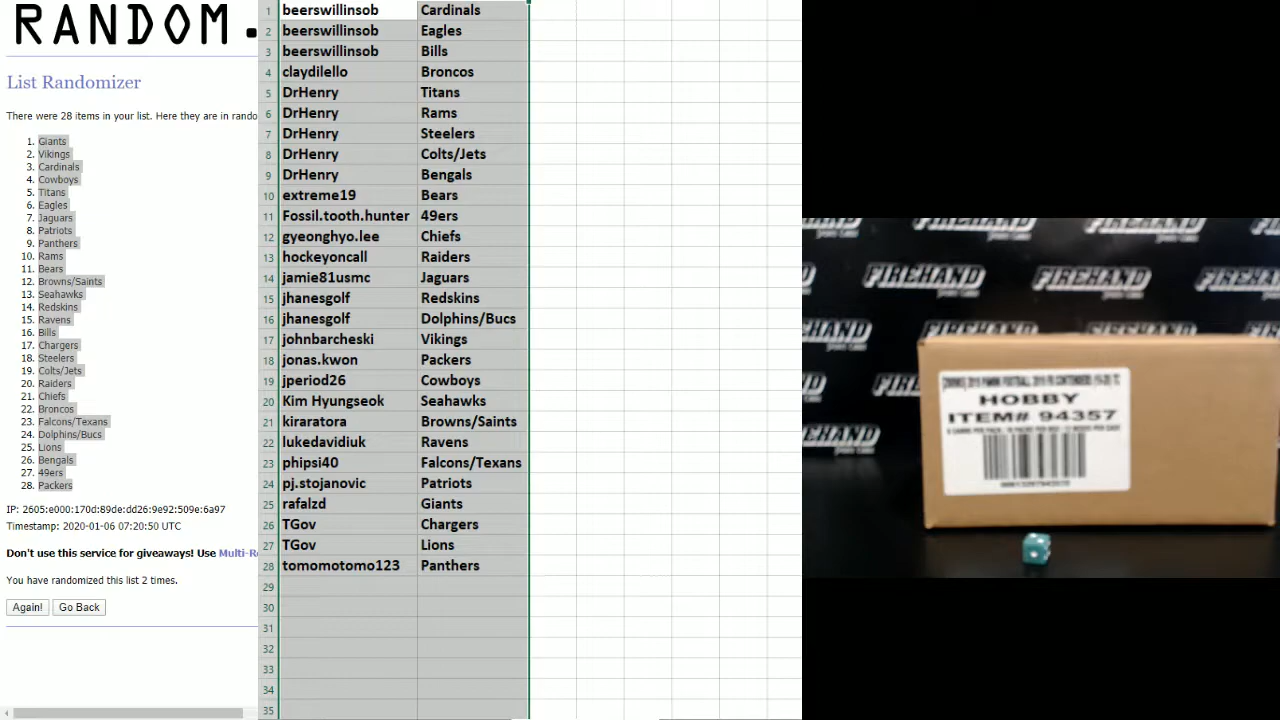 RANDOM.
List Randomizer
There were 28 items in your list. Here they are in rando
1. Giants
2. Vikings
3. Cardinals
4. Cowboys
5. Titans
6. Eagles
7. Jaguars
8. Patriots
9. Panthers
10. Rams
11. Bears
12. Browns/Saints
13. Seahawks
14. Redskins
15. Ravens
16. Bills
17. Chargers
18. Steelers
19. Colts/Jets
20. Raiders
21. Chiefs
22. Broncos
23. Falcons/Texans
24. Dolphins/Bucs
25. Lions
26. Bengals
27. 49ers
28. Packers
IP: 2605:e000:170d:89de:dd26:9e92:509e:6a97
Timestamp: 2020-01-06 07:20:50 UTC
Don't use this service for giveaways! Use Multi-R
You have randomized this list 2 times.
Again! Go Back
1 beerswillinsob Cardinals
2 beerswillinsob Eagles
3 beerswillinsob Bills
4 claydilello Broncos
5 DrHenry Titans
6 DrHenry Rams
7 DrHenry Steelers
8 DrHenry Colts/Jets
9 DrHenry Bengals
10 extreme19 Bears
11 Fossil.tooth.hunter 49ers
12 gyeonghyo.lee Chiefs
13 hockeyoncall Raiders
14 jamie81usmc Jaguars
15 jhanesgolf Redskins
16 jhanesgolf Dolphins/Bucs
17 johnbarcheski Vikings
18 jonas.kwon Packers
19 jperiod26 Cowboys
20 Kim Hyungseok Seahawks
21 kiraratora Browns/Saints
22 lukedavidiuk Ravens
23 phipsi40 Falcons/Texans
24 pj.stojanovic Patriots
25 rafalzd Giants
26 TGov Chargers
27 TGov Lions
28 tomomotomo123 Panthers
29
30
31
32
33
34
35
FIREHAND
FIREHAND
HOBBY
ITEM# 94357